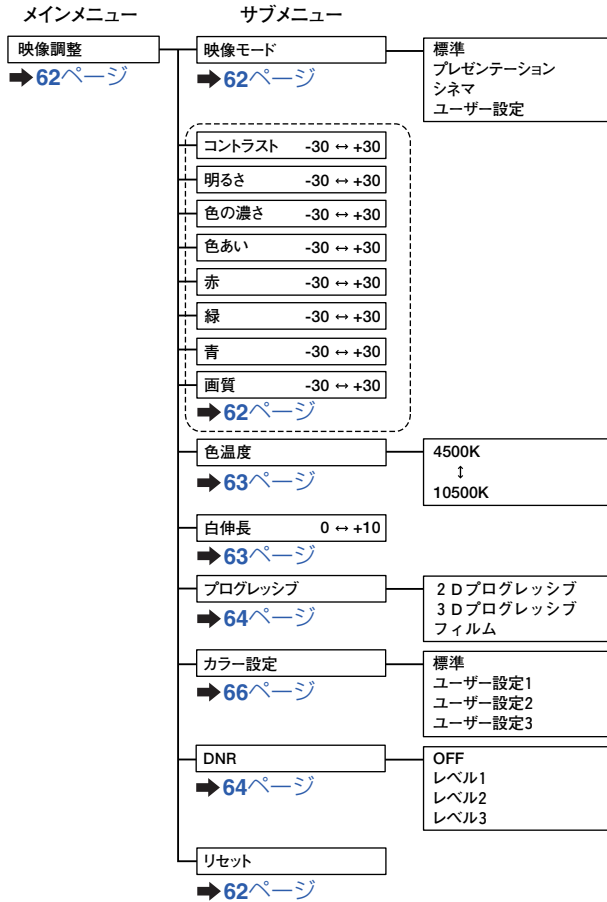 メインメニュー サブメニュー
映像調整
➡62ページ
映像モード
➡62ページ
標準
プレゼンテーション
シネマ
ユーザー設定
コントラスト -30 ↔ +30
明るさ -30 ↔ +30
色の濃さ -30 ↔ +30
色あい -30 ↔ +30
赤 -30 ↔ +30
緑 -30 ↔ +30
青 -30 ↔ +30
画質 -30 ↔ +30
➡62ページ
色温度
➡63ページ
4500K
↕
10500K
白伸長 0 ↔ +10
➡63ページ
プログレッシブ
➡64ページ
2Dプログレッシブ
3Dプログレッシブ
フィルム
カラー設定
➡66ページ
標準
ユーザー設定1
ユーザー設定2
ユーザー設定3
DNR
➡64ページ
OFF
レベル1
レベル2
レベル3
リセット
➡62ページ